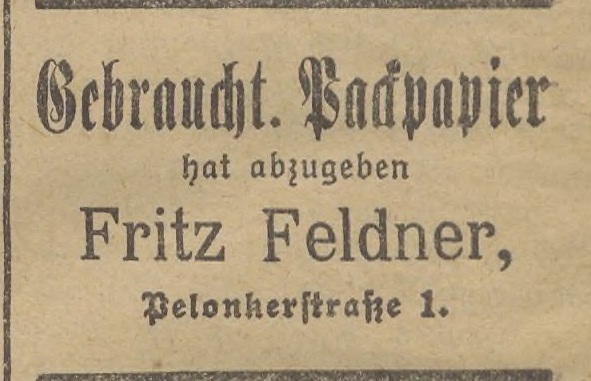 Gebraucht. Packpapier
hat abzugeben
Fritz Feldner,
Pelonkerstraße 1.